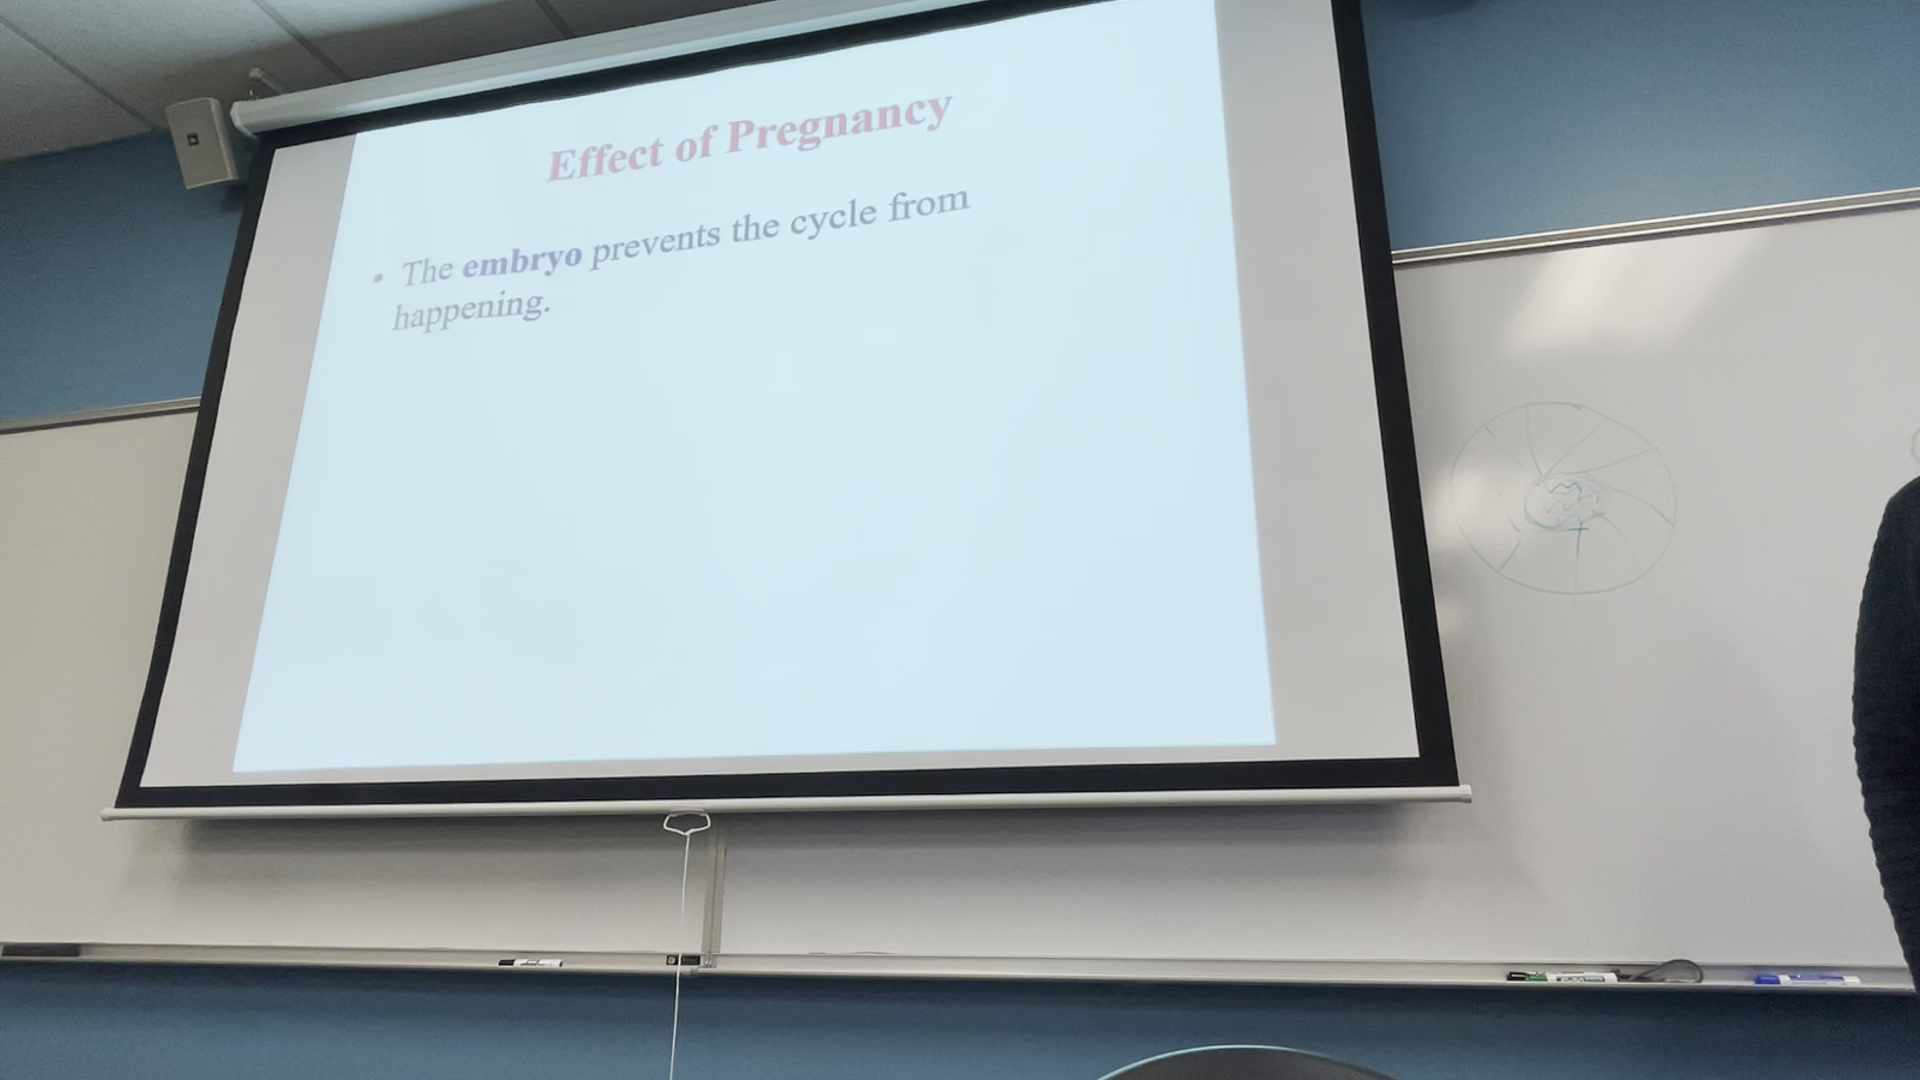 Effect of Pregnancy
• The embryo prevents the cycle from
happening.